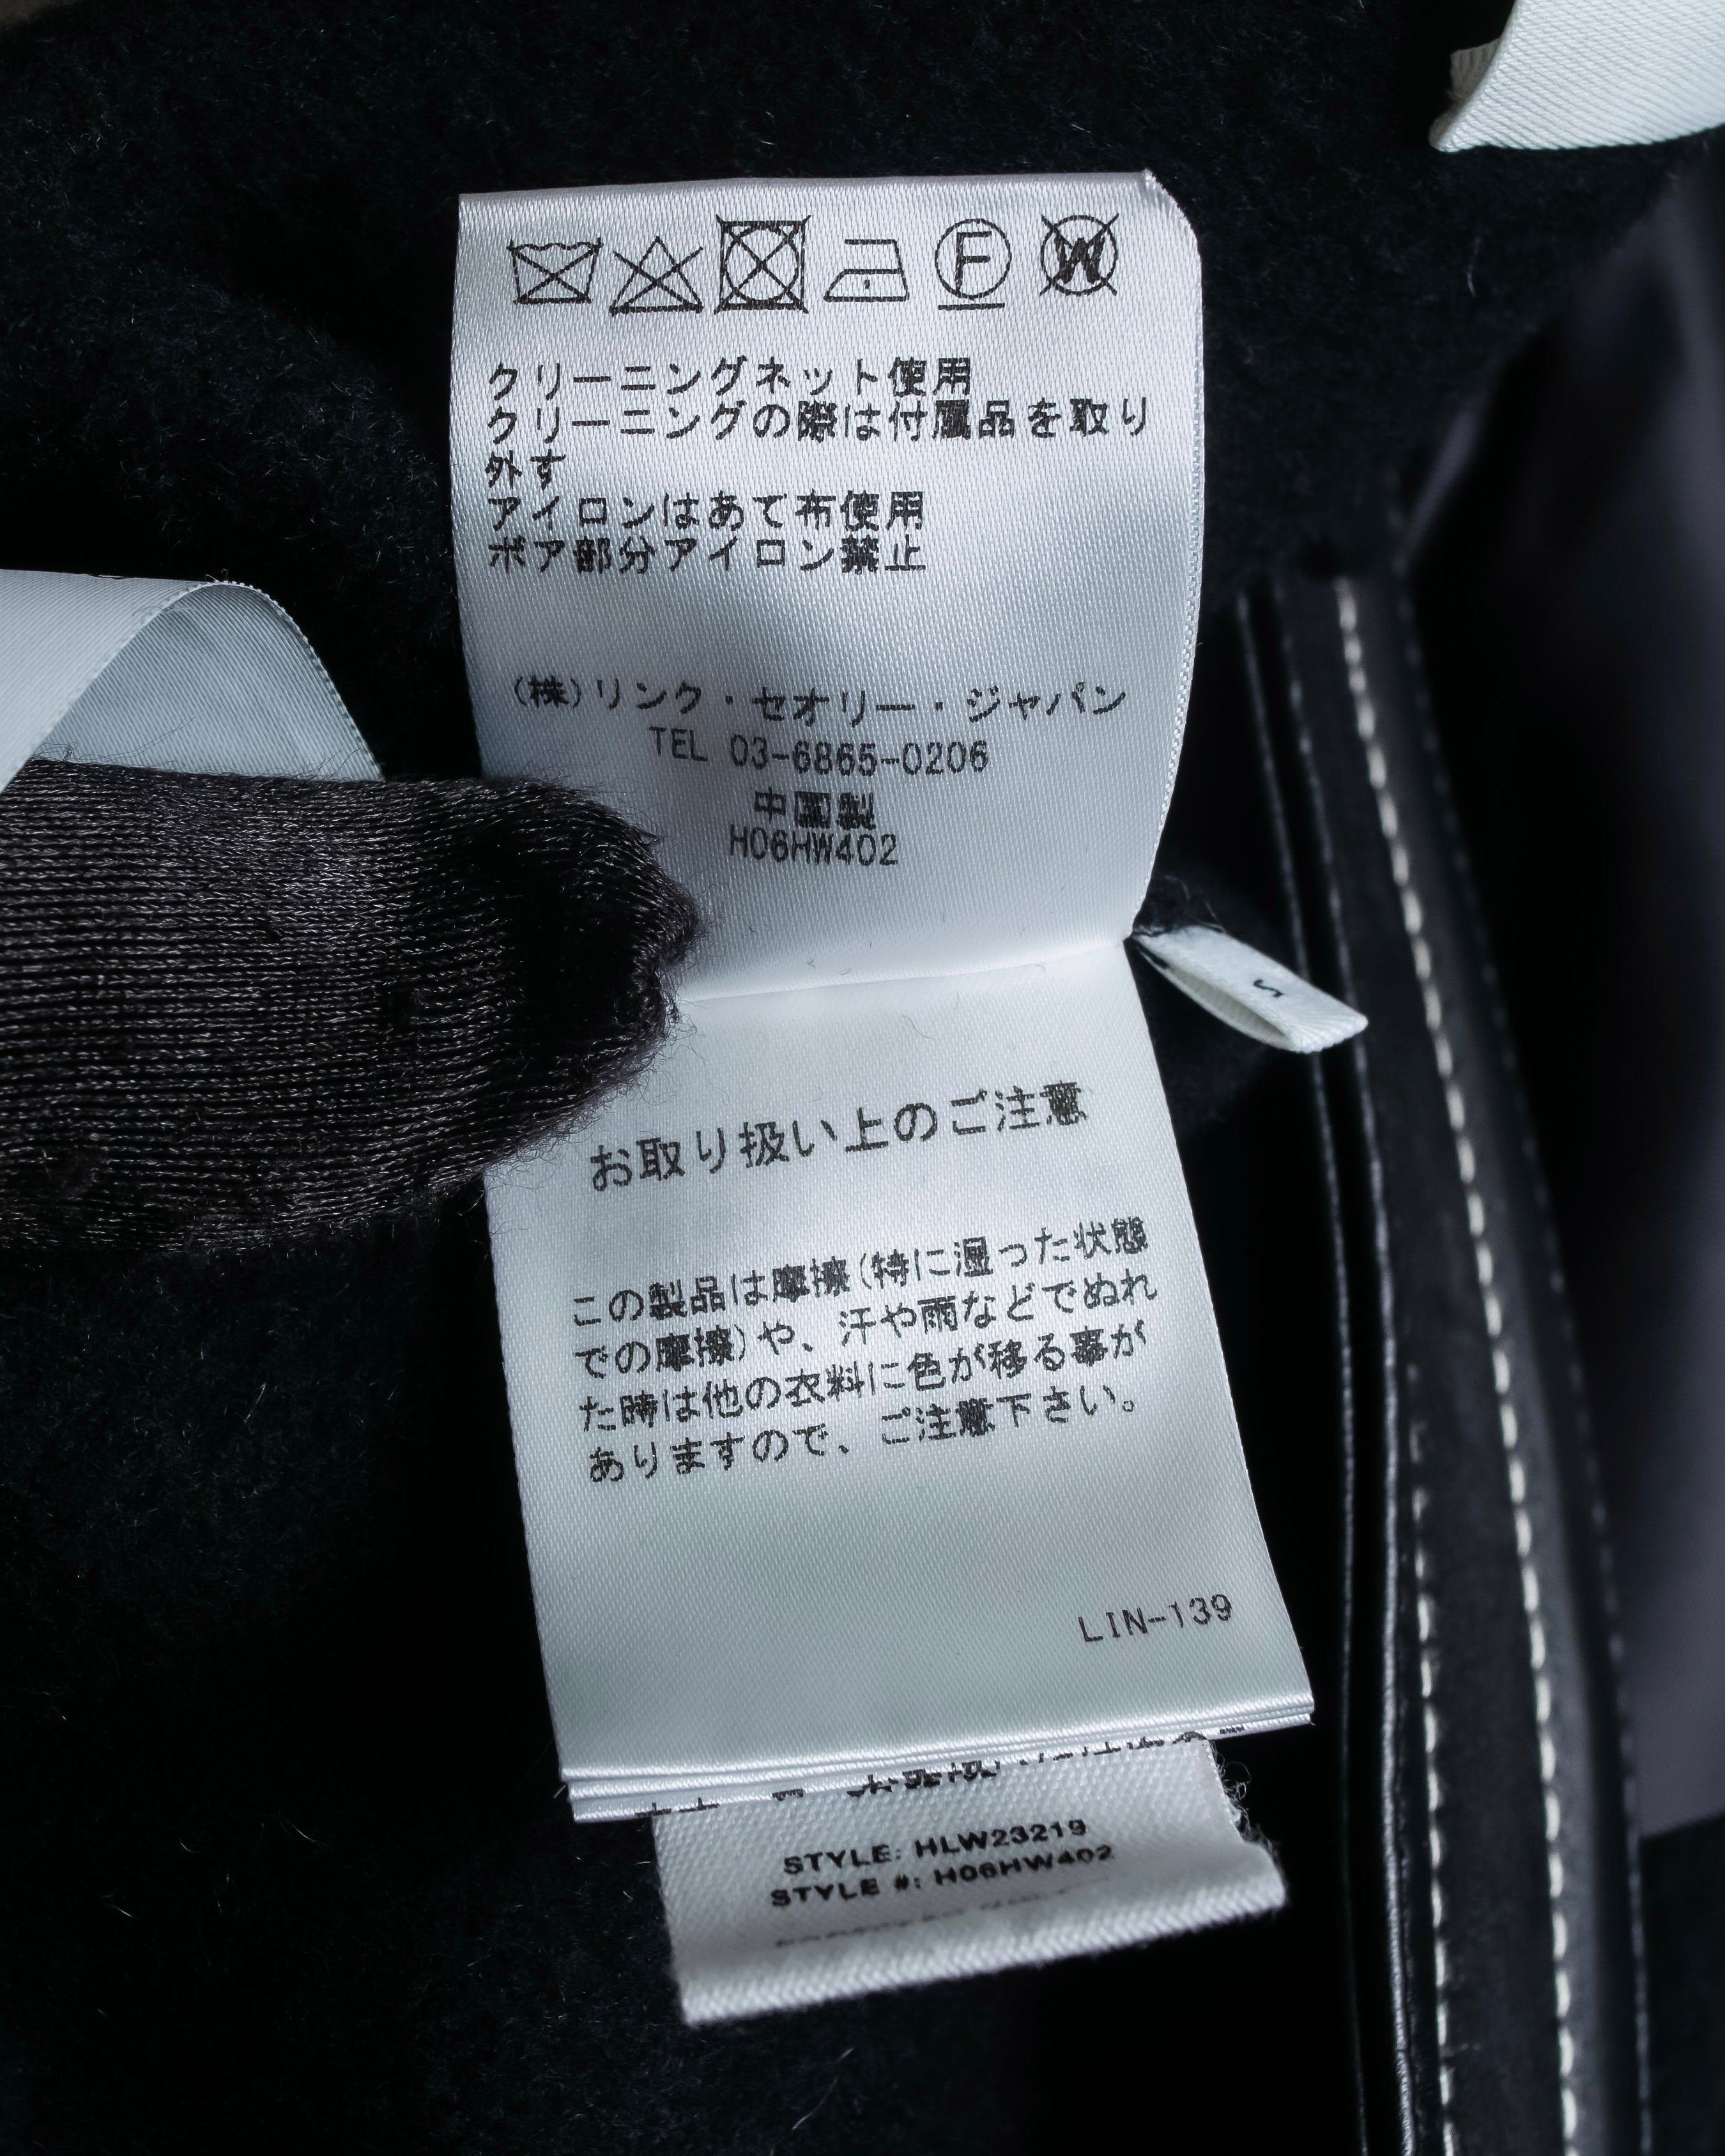 F
W
クリーニングネット使用
クリーニングの際は付属品を取り
外す
アイロンはあて布使用
ボア部分アイロン禁止
(株)リンク・セオリー・ジャパン
TEL 03-6865-0206
中国製
H06HW402
S
お取り扱い上のご注意
この製品は摩擦(特に湿った状態
での摩擦)や、汗や雨などでぬれ
た時は他の衣料に色が移る事が
ありますので、ご注意下さい。
LIN-139
STYLE: HLW23219
STYLE #: H06HW402